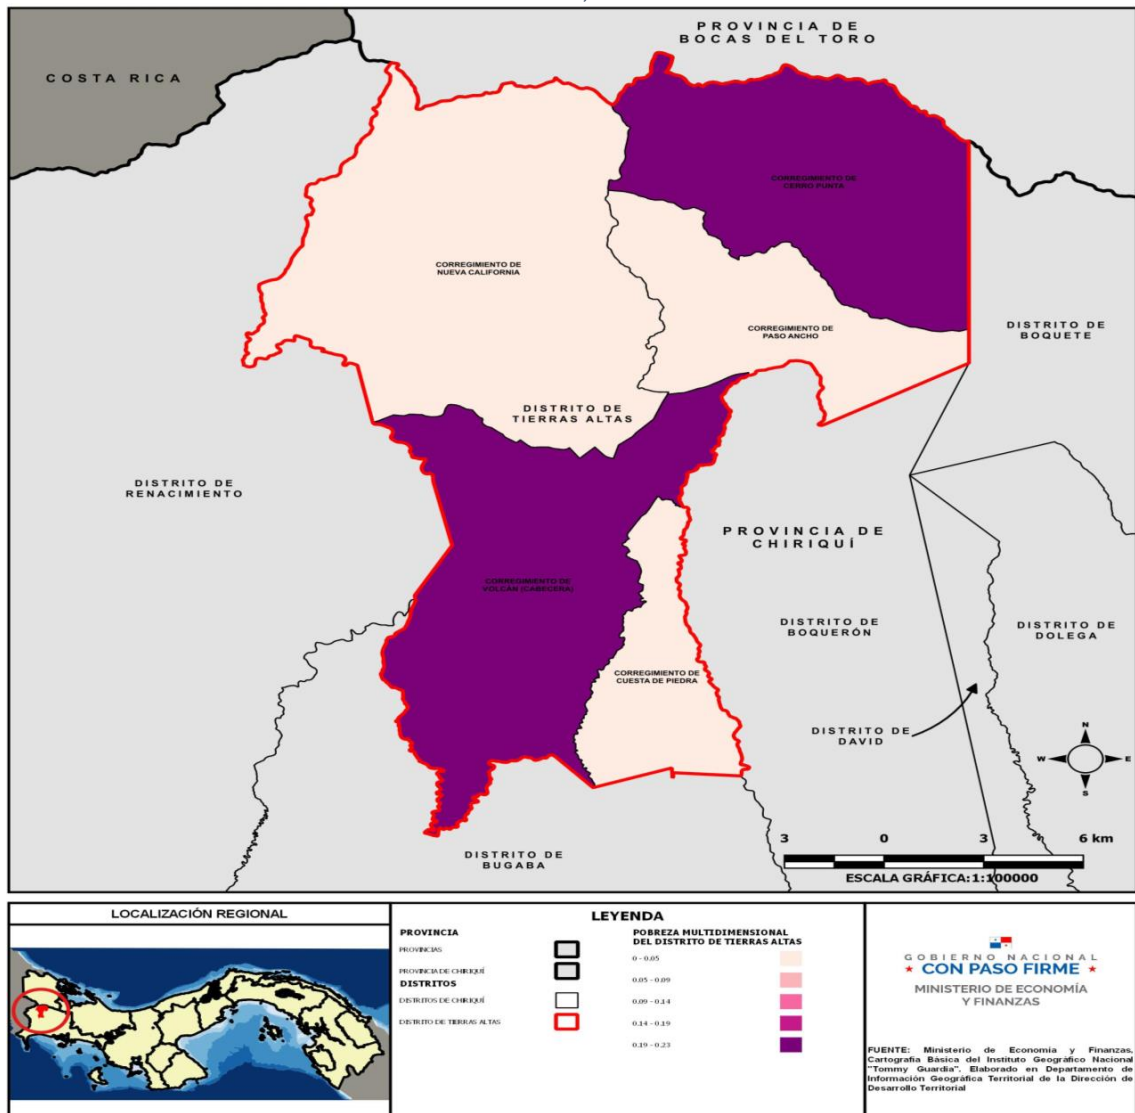 PROVINCIA DE
BOCAS DEL TORO
COSTA RICA
CORREGIMIENTO DE
CERRO PUNTA
CORREGIMIENTO DE
NUEVA CALIFORNIA
CORREGIMIENTO DE
PASO ANCHO
DISTRITO DE
BOQUETE
DISTRITO DE
TIERRAS ALTAS
DISTRITO DE
RENACIMIENTO
PROVINCIA DE
CHIRIQUÍ
CORREGIMIENTO DE
VOLCÁN (CABECERA)
DISTRITO DE
BOQUERÓN
DISTRITO DE
DOLEGA
CORREGIMIENTO DE
CUESTA DE PIEDRA
DISTRITO DE
DAVID
N
W E
S
DISTRITO DE
BUGABA
3 0 3 6 km
ESCALA GRÁFICA:1:100000
LOCALIZACIÓN REGIONAL
LEYENDA
PROVINCIA
PROVINCIAS
PROVINCIA DE CHIRIQUÍ
DISTRITOS
DISTRITOS DE CHIRIQUÍ
DISTRITO DE TIERRAS ALTAS
POBREZA MULTIDIMENSIONAL
DEL DISTRITO DE TIERRAS ALTAS
0 - 0.05
0.05 - 0.09
0.09 - 0.14
0.14 - 0.19
0.19 - 0.23
GOBIERNO NACIONAL
★ CON PASO FIRME ★
MINISTERIO DE ECONOMÍA
Y FINANZAS
FUENTE: Ministerio de Economía y Finanzas,
Cartografía Básica del Instituto Geográfico Nacional
"Tommy Guardia". Elaborado en Departamento de
Información Geográfica Territorial de la Dirección de
Desarrollo Territorial